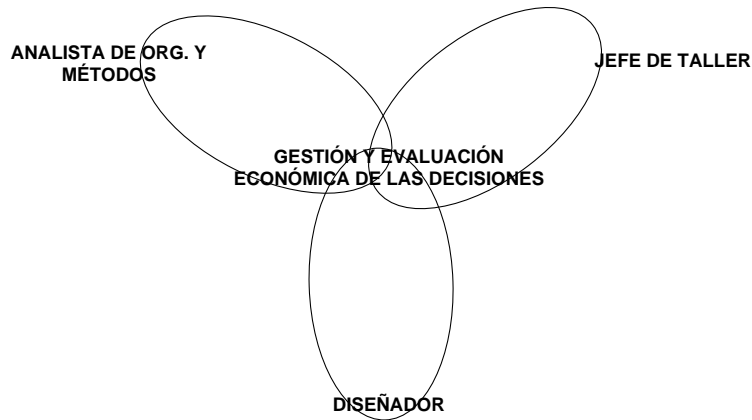 ANALISTA DE ORG. Y
MÉTODOS
JEFE DE TALLER
GESTIÓN Y EVALUACIÓN
ECONÓMICA DE LAS DECISIONES
DISEÑADOR